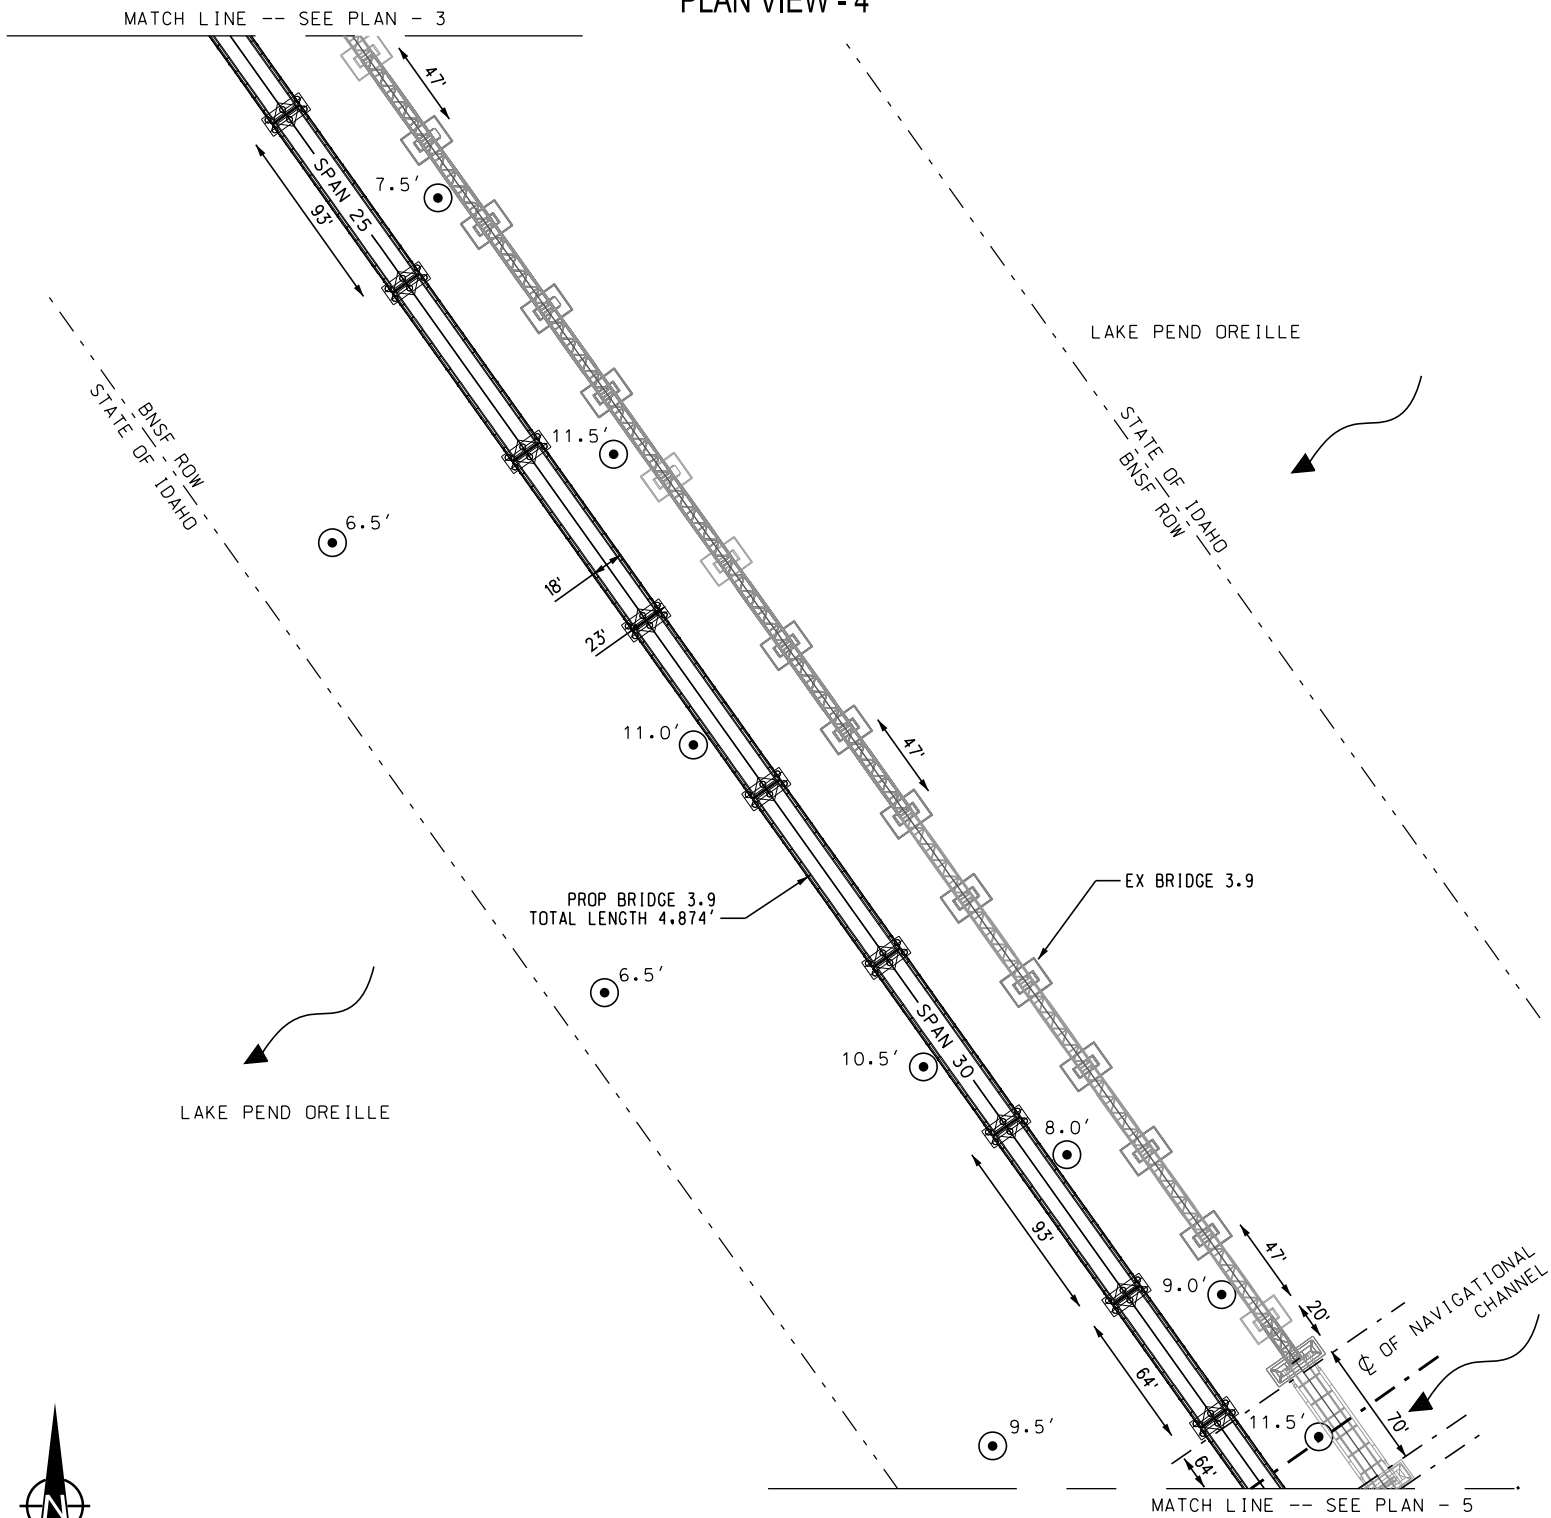 PLAN VIEW - 4
MATCH LINE -- SEE PLAN - 3
47'
7.5'
SPAN 25
93'
LAKE PEND OREILLE
BNSF ROW
STATE OF IDAHO
STATE OF IDAHO
BNSF ROW
11.5'
6.5'
18'
23'
11.0'
47'
PROP BRIDGE 3.9
TOTAL LENGTH 4,874'
EX BRIDGE 3.9
6.5'
SPAN 30
10.5'
LAKE PEND OREILLE
8.0'
93'
47'
9.0'
20'
℄ OF NAVIGATIONAL
CHANNEL
64'
11.5'
70'
9.5'
64'
N
MATCH LINE -- SEE PLAN - 5